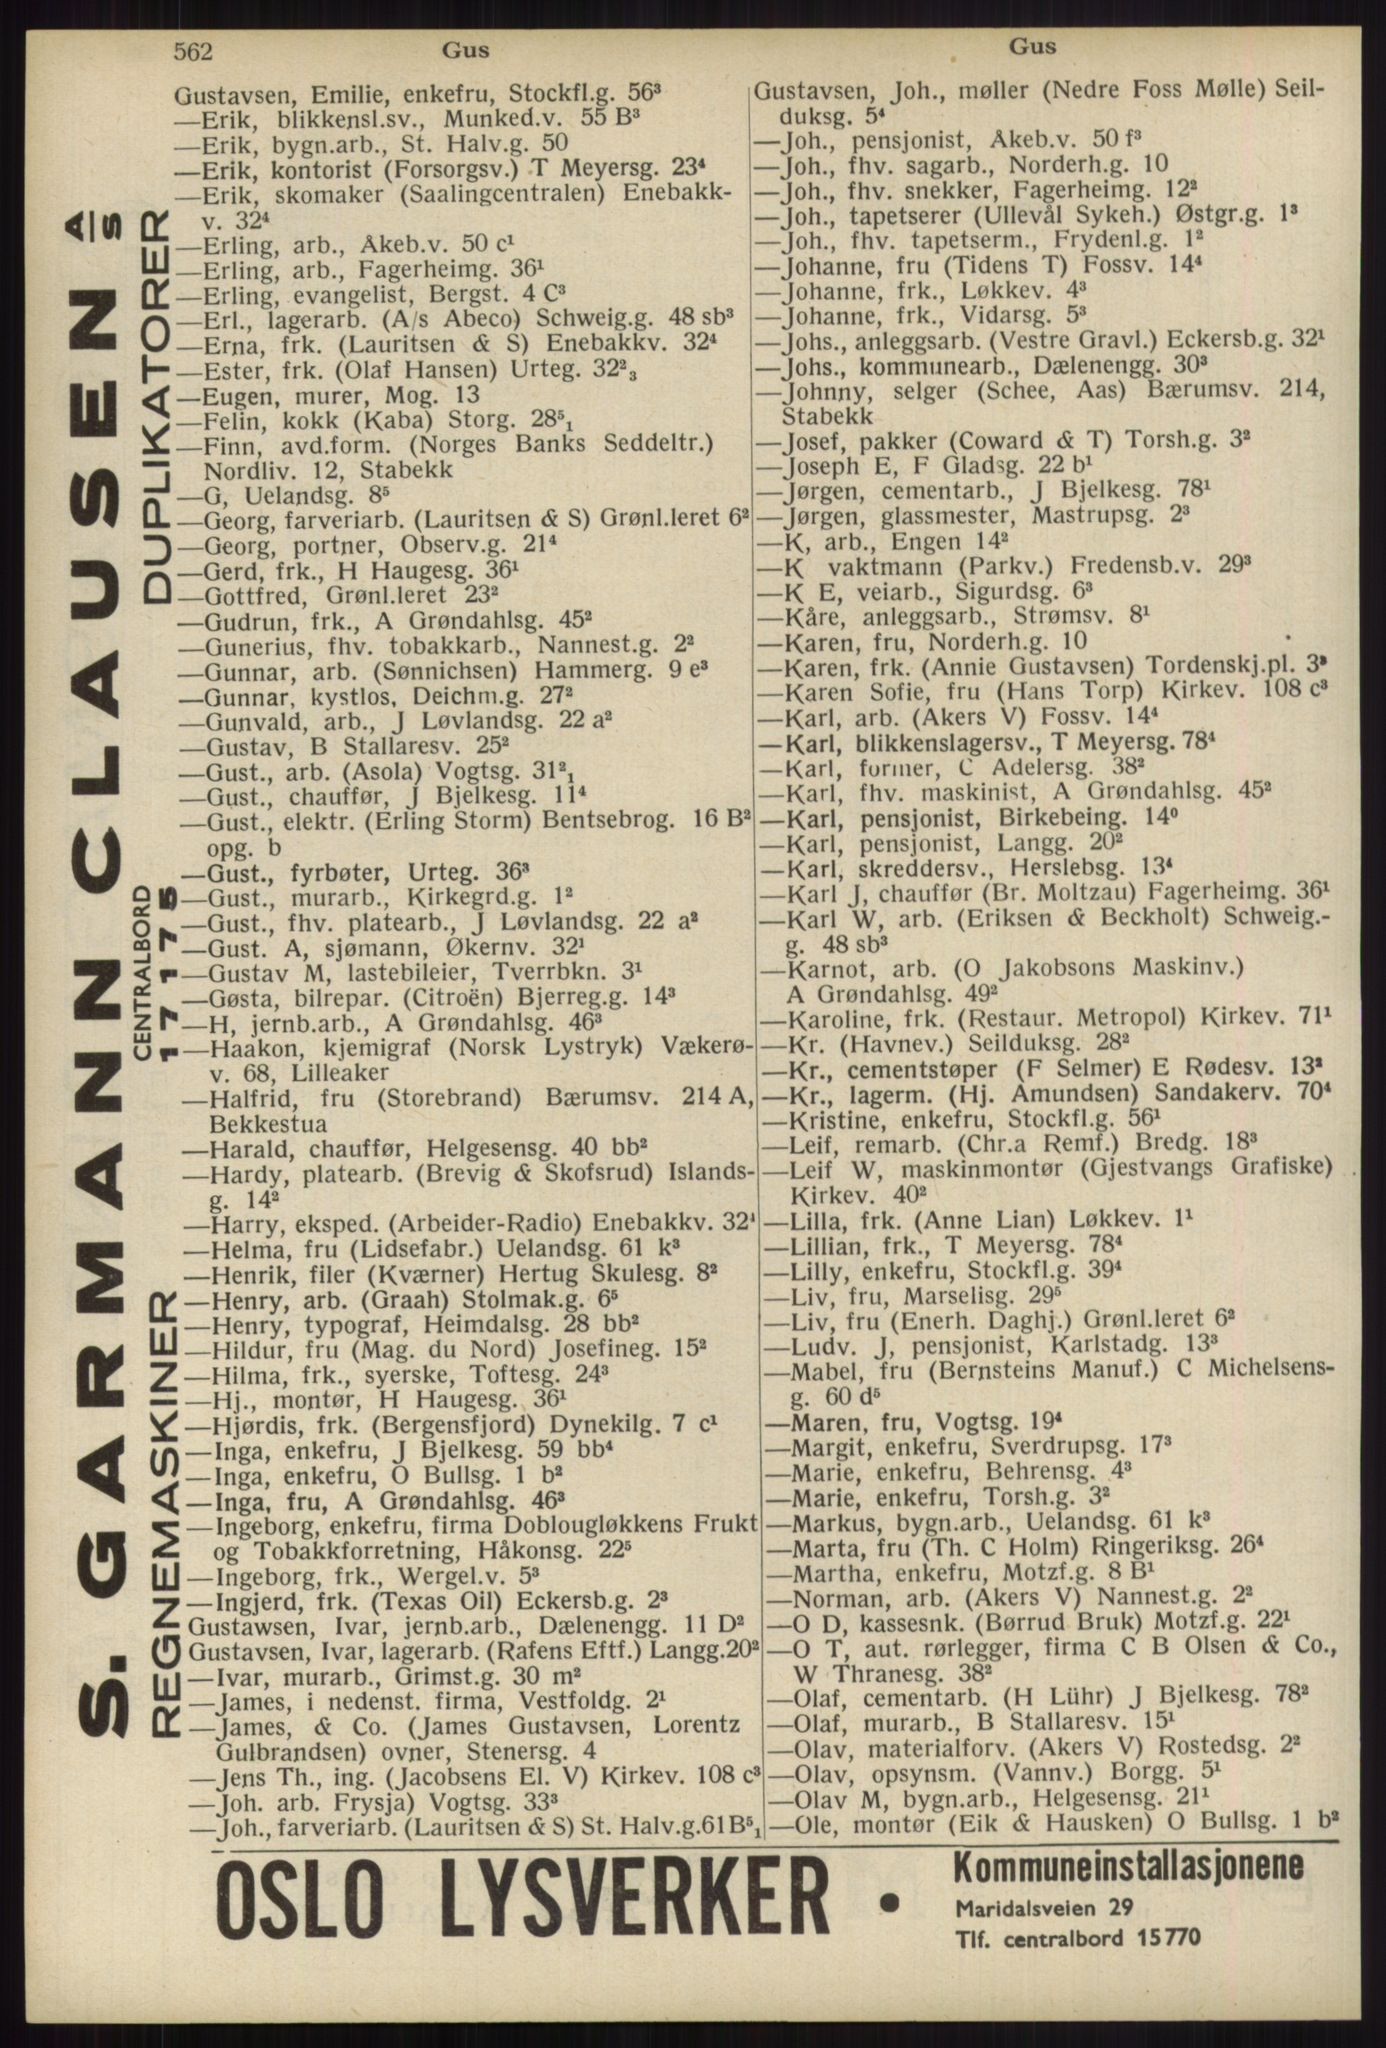 562 Gus Gus
Gustavsen, Emilie, enkefru, Stockfl.g. 56³
—Erik, blikkensl.sv., Munked.v. 55 B³
—Erik, bygn.arb., St. Halv.g. 50
—Erik, kontorist (Forsorgsv.) T Meyersg. 23⁴
—Erik, skomaker (Saalingcentralen) Enebakk-
v. 32⁴
—Erling, arb., Åkeb.v. 50 c¹
—Erling, arb., Fagerheimg. 36¹
—Erling, evangelist, Bergst. 4 C³
—Erl., lagerarb. (A/s Abeco) Schweig.g. 48 sb³
—Erna, frk. (Lauritsen & S) Enebakkv. 32⁴
—Ester, frk. (Olaf Hansen) Urteg. 32²₃
—Eugen, murer, Mog. 13
—Felin, kokk (Kaba) Storg. 28⁵₁
—Finn, avd.form. (Norges Banks Seddeltr.)
Nordliv. 12, Stabekk
—G, Uelandsg. 8⁵
—Georg, farveriarb. (Lauritsen & S) Grønl.leret 6²
—Georg, portner, Observ.g. 21⁴
—Gerd, frk., H Haugesg. 36¹
—Gottfred, Grønl.leret 23²
—Gudrun, frk., A Grøndahlsg. 45²
—Gunerius, fhv. tobakkarb., Nannest.g. 2²
—Gunnar, arb. (Sønnichsen) Hammerg. 9 e³
—Gunnar, kystlos, Deichm.g. 27²
—Gunvald, arb., J Løvlandsg. 22 a²
—Gustav, B Stallaresv. 25²
—Gust., arb. (Asola) Vogtsg. 31²₁
—Gust., chauffør, J Bjelkesg. 11⁴
—Gust., elektr. (Erling Storm) Bentsebrog. 16 B²
opg. b
—Gust., fyrbøter, Urteg. 36³
—Gust., murarb., Kirkegrd.g. 1²
—Gust., fhv. platearb., J Løvlandsg. 22 a²
—Gust. A, sjømann, Økernv. 32¹
—Gustav M, lastebileier, Tverrbkn. 3¹
—Gøsta, bilrepar. (Citroën) Bjerreg.g. 14³
—H, jernb.arb., A Grøndahlsg. 46³
—Haakon, kjemigraf (Norsk Lystryk) Vækerø-
v. 68, Lilleaker
—Halfrid, fru (Storebrand) Bærumsv. 214 A,
Bekkestua
—Harald, chauffør, Helgesensg. 40 bb²
—Hardy, platearb. (Brevig & Skofsrud) Islands-
g. 14²
—Harry, eksped. (Arbeider-Radio) Enebakkv. 32⁴
—Helma, fru (Lidsefabr.) Uelandsg. 61 k³
—Henrik, filer (Kværner) Hertug Skulesg. 8²
—Henry, arb. (Graah) Stolmak.g. 6⁵
—Henry, typograf, Heimdalsg. 28 bb²
—Hildur, fru (Mag. du Nord) Josefineg. 15²
—Hilma, frk., syerske, Toftesg. 24³
—Hj., montør, H Haugesg. 36¹
—Hjørdis, frk. (Bergensfjord) Dynekilg. 7 c¹
—Inga, enkefru, J Bjelkesg. 59 bb⁴
—Inga, enkefru, O Bullsg. 1 b²
—Inga, fru, A Grøndahlsg. 46³
—Ingeborg, enkefru, firma Doblougløkkens Frukt
og Tobakkforretning, Håkonsg. 22⁵
—Ingeborg, frk., Wergel.v. 5³
—Ingjerd, frk. (Texas Oil) Eckersb.g. 2³
Gustawsen, Ivar, jernb.arb., Dælenengg. 11 D²
Gustavsen, Ivar, lagerarb. (Rafens Eftf.) Langg.20²
—Ivar, murarb., Grimst.g. 30 m²
—James, i nedenst. firma, Vestfoldg. 2¹
—James, & Co. (James Gustavsen, Lorentz
Gulbrandsen) ovner, Stenersg. 4
—Jens Th., ing. (Jacobsens El. V) Kirkev. 108 c³
—Joh. arb. Frysja) Vogtsg. 33³
—Joh., farveriarb. (Lauritsen & S) St. Halv.g.61B⁵₁
Gustavsen, Joh., møller (Nedre Foss Mølle) Seil-
duksg. 5⁴
—Joh., pensjonist, Åkeb.v. 50 f³
—Joh., fhv. sagarb., Norderh.g. 10
—Joh., fhv. snekker, Fagerheimg. 12²
—Joh., tapetserer (Ullevål Sykeh.) Østgr.g. 1³
—Joh., fhv. tapetserm., Frydenl.g. 1²
—Johanne, fru (Tidens T) Fossv. 14⁴
—Johanne, frk., Løkkev. 4³
—Johanne, frk., Vidarsg. 5³
—Johs., anleggsarb. (Vestre Gravl.) Eckersb.g. 32¹
—Johs., kommunearb., Dælenengg. 30³
—Johnny, selger (Schee, Aas) Bærumsv. 214,
Stabekk
—Josef, pakker (Coward & T) Torsh.g. 3²
—Joseph E, F Gladsg. 22 b¹
—Jørgen, cementarb., J Bjelkesg. 78¹
—Jørgen, glassmester, Mastrupsg. 2³
—K, arb., Engen 14²
—K vaktmann (Parkv.) Fredensb.v. 29³
—K E, veiarb., Sigurdsg. 6³
—Kåre, anleggsarb., Strømsv. 8¹
—Karen, fru, Norderh.g. 10
—Karen, frk. (Annie Gustavsen) Tordenskj.pl. 3³
—Karen Sofie, fru (Hans Torp) Kirkev. 108 c³
—Karl, arb. (Akers V) Fossv. 14⁴
—Karl, blikkenslagersv., T Meyersg. 78⁴
—Karl, former, C Adelersg. 38²
—Karl, fhv. maskinist, A Grøndahlsg. 45²
—Karl, pensjonist, Birkebeing. 14⁰
—Karl, pensjonist, Langg. 20²
—Karl, skreddersv., Herslebsg. 13⁴
—Karl J, chauffør (Br. Moltzau) Fagerheimg. 36¹
—Karl W, arb. (Eriksen & Beckholt) Schweig.-
g. 48 sb³
—Karnot, arb. (O Jakobsons Maskinv.)
A Grøndahlsg. 49²
—Karoline, frk. (Restaur. Metropol) Kirkev. 71¹
—Kr. (Havnev.) Seilduksg. 28²
—Kr., cementstøper (F Selmer) E Rødesv. 13²
—Kr., lagerm. (Hj. Amundsen) Sandakerv. 70⁴
—Kristine, enkefru, Stockfl.g. 56¹
—Leif, remarb. (Chr.a Remf.) Bredg. 18³
—Leif W, maskinmontør (Gjestvangs Grafiske)
Kirkev. 40²
—Lilla, frk. (Anne Lian) Løkkev. 1¹
—Lillian, frk., T Meyersg. 78⁴
—Lilly, enkefru, Stockfl.g. 39⁴
—Liv, fru, Marselisg. 29⁵
—Liv, fru (Enerh. Daghj.) Grønl.leret 6²
—Ludv. J, pensjonist, Karlstadg. 13³
—Mabel, fru (Bernsteins Manuf.) C Michelsens-
g. 60 d⁵
—Maren, fru, Vogtsg. 19⁴
—Margit, enkefru, Sverdrupsg. 17³
—Marie, enkefru, Behrensg. 4³
—Marie, enkefru, Torsh.g. 3²
—Markus, bygn.arb., Uelandsg. 61 k³
—Marta, fru (Th. C Holm) Ringeriksg. 26⁴
—Martha, enkefru, Motzf.g. 8 B¹
—Norman, arb. (Akers V) Nannest.g. 2²
—O D, kassesnk. (Børrud Bruk) Motzf.g. 22¹
—O T, aut. rørlegger, firma C B Olsen & Co.,
W Thranesg. 38²
—Olaf, cementarb. (H Lühr) J Bjelkesg. 78²
—Olaf, murarb., B Stallaresv. 15¹
—Olav, materialforv. (Akers V) Rostedsg. 2²
—Olav, opsynsm. (Vannv.) Borgg. 5¹
—Olav M, bygn.arb., Helgesensg. 21¹
—Ole, montør (Eik & Hausken) O Bullsg. 1 b²
S. GARMANN CLAUSEN A/S
REGNEMASKINER
CENTRALBORD
17175
DUPLIKATORER
OSLO LYSVERKER •
Kommuneinstallasjonene
Maridalsveien 29
Tlf. centralbord 15770